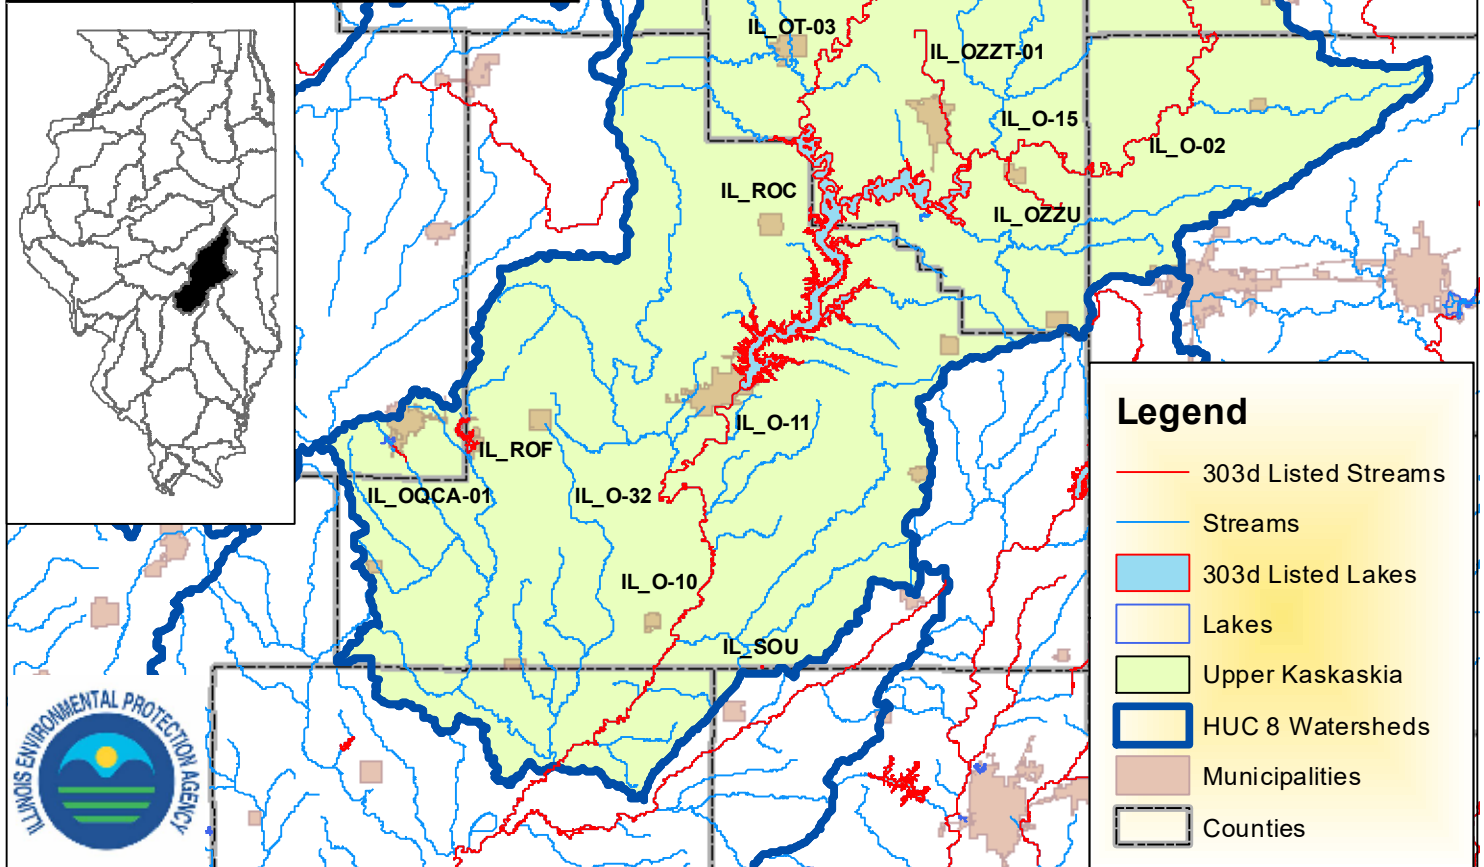 IL_OT-03
IL_OZZT-01
IL_O-15
IL_O-02
IL_ROC
IL_OZZU
IL_O-11
IL_ROF
IL_OQCA-01
IL_O-32
IL_O-10
IL_SOU
Legend
303d Listed Streams
Streams
303d Listed Lakes
Lakes
Upper Kaskaskia
HUC 8 Watersheds
Municipalities
Counties
ILLINOIS ENVIRONMENTAL PROTECTION AGENCY